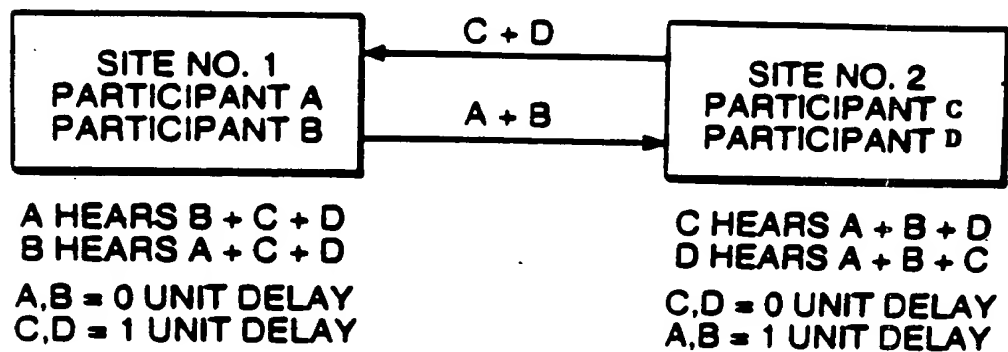 SITE NO. 1
PARTICIPANT A
PARTICIPANT B
C + D
A + B
SITE NO. 2
PARTICIPANT C
PARTICIPANT D
A HEARS B + C + D
B HEARS A + C + D
A,B = 0 UNIT DELAY
C,D = 1 UNIT DELAY
C HEARS A + B + D
D HEARS A + B + C
C,D = 0 UNIT DELAY
A,B = 1 UNIT DELAY